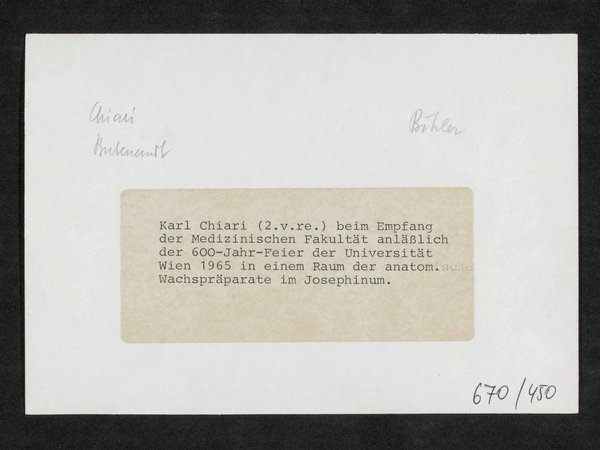 Chiari
Böhler
Butenandt
Karl Chiari (2.v.re.) beim Empfang
der Medizinischen Fakultät anläßlich
der 600-Jahr-Feier der Universität
Wien 1965 in einem Raum der anatom.
Wachspräparate im Josephinum.
670/450